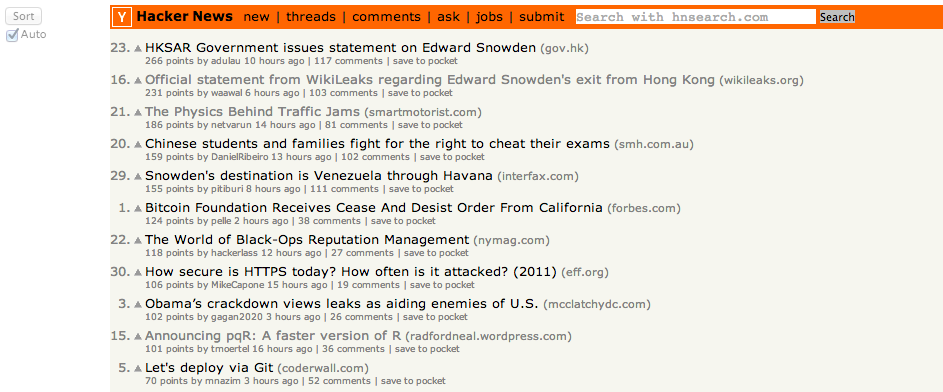 Sort
Auto
Y Hacker News new | threads | comments | ask | jobs | submit Search with hnsearch.com Search
23. HKSAR Government issues statement on Edward Snowden (gov.hk)
266 points by adulau 10 hours ago | 117 comments | save to pocket
16. Official statement from WikiLeaks regarding Edward Snowden's exit from Hong Kong (wikileaks.org)
231 points by waawal 6 hours ago | 103 comments | save to pocket
21. The Physics Behind Traffic Jams (smartmotorist.com)
186 points by netvarun 14 hours ago | 81 comments | save to pocket
20. Chinese students and families fight for the right to cheat their exams (smh.com.au)
159 points by DanielRibeiro 13 hours ago | 102 comments | save to pocket
29. Snowden's destination is Venezuela through Havana (interfax.com)
155 points by pitiburi 8 hours ago | 111 comments | save to pocket
1. Bitcoin Foundation Receives Cease And Desist Order From California (forbes.com)
124 points by pelle 2 hours ago | 38 comments | save to pocket
22. The World of Black-Ops Reputation Management (nymag.com)
118 points by hackerlass 12 hours ago | 27 comments | save to pocket
30. How secure is HTTPS today? How often is it attacked? (2011) (eff.org)
106 points by MikeCapone 15 hours ago | 19 comments | save to pocket
3. Obama’s crackdown views leaks as aiding enemies of U.S. (mcclatchydc.com)
102 points by gagan2020 3 hours ago | 26 comments | save to pocket
15. Announcing pqR: A faster version of R (radfordneal.wordpress.com)
101 points by tmoertel 16 hours ago | 36 comments | save to pocket
5. Let's deploy via Git (coderwall.com)
70 points by mnazim 3 hours ago | 52 comments | save to pocket